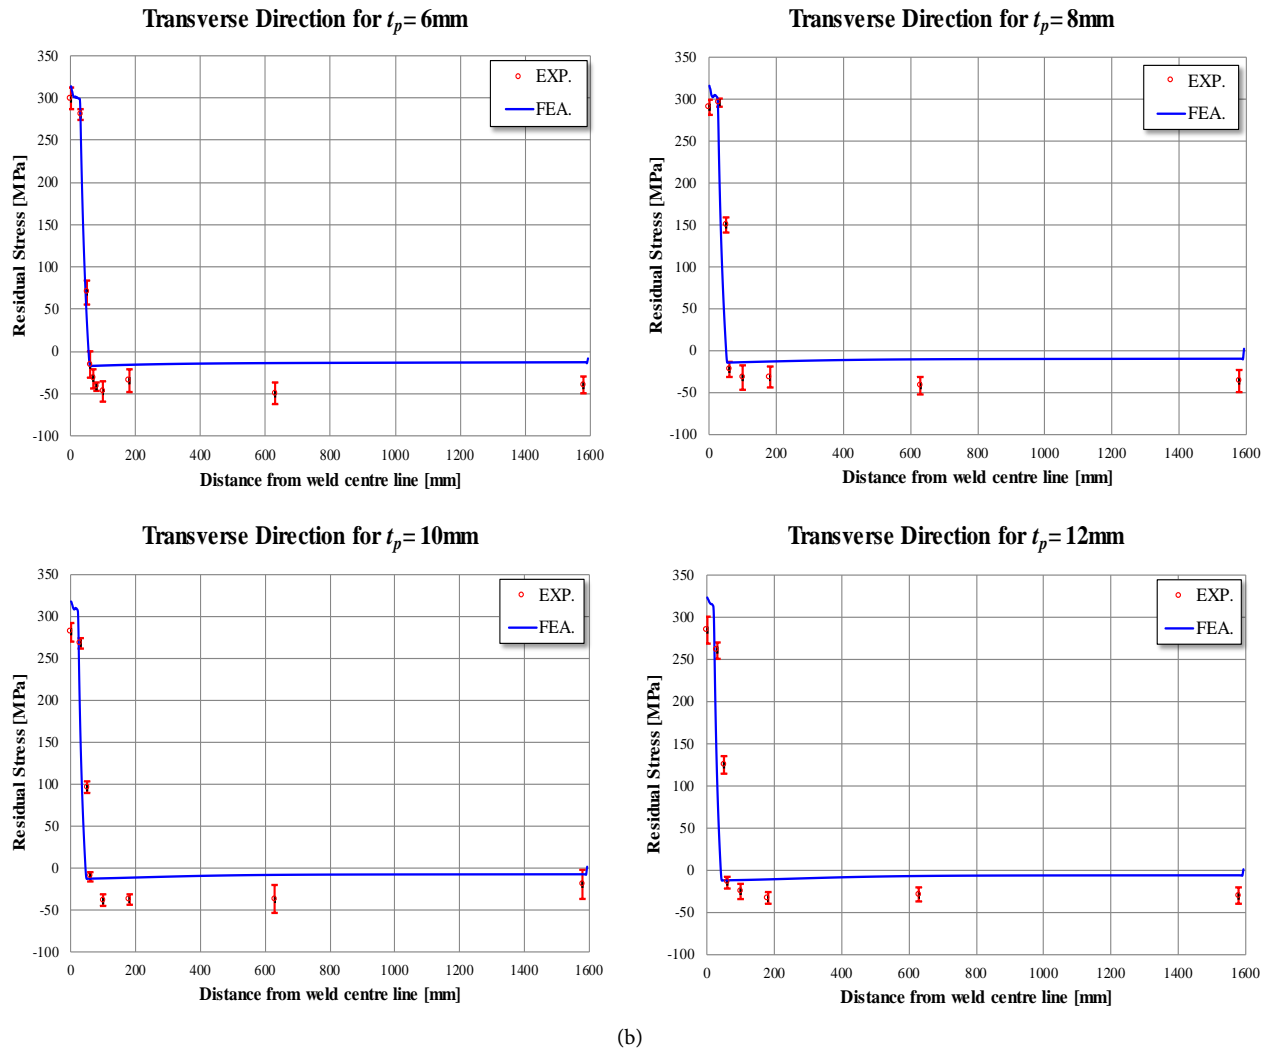 Transverse Direction for tp= 6mm
350
300
250
200
150
100
50
0
-50
-100
Residual Stress [MPa]
EXP.
FEA.
0 200 400 600 800 1000 1200 1400 1600
Distance from weld centre line [mm]
Transverse Direction for tp= 8mm
350
300
250
200
150
100
50
0
-50
-100
Residual Stress [MPa]
EXP.
FEA.
0 200 400 600 800 1000 1200 1400 1600
Distance from weld centre line [mm]
Transverse Direction for tp= 10mm
350
300
250
200
150
100
50
0
-50
-100
Residual Stress [MPa]
EXP.
FEA.
0 200 400 600 800 1000 1200 1400 1600
Distance from weld centre line [mm]
Transverse Direction for tp= 12mm
350
300
250
200
150
100
50
0
-50
-100
Residual Stress [MPa]
EXP.
FEA.
0 200 400 600 800 1000 1200 1400 1600
Distance from weld centre line [mm]
(b)